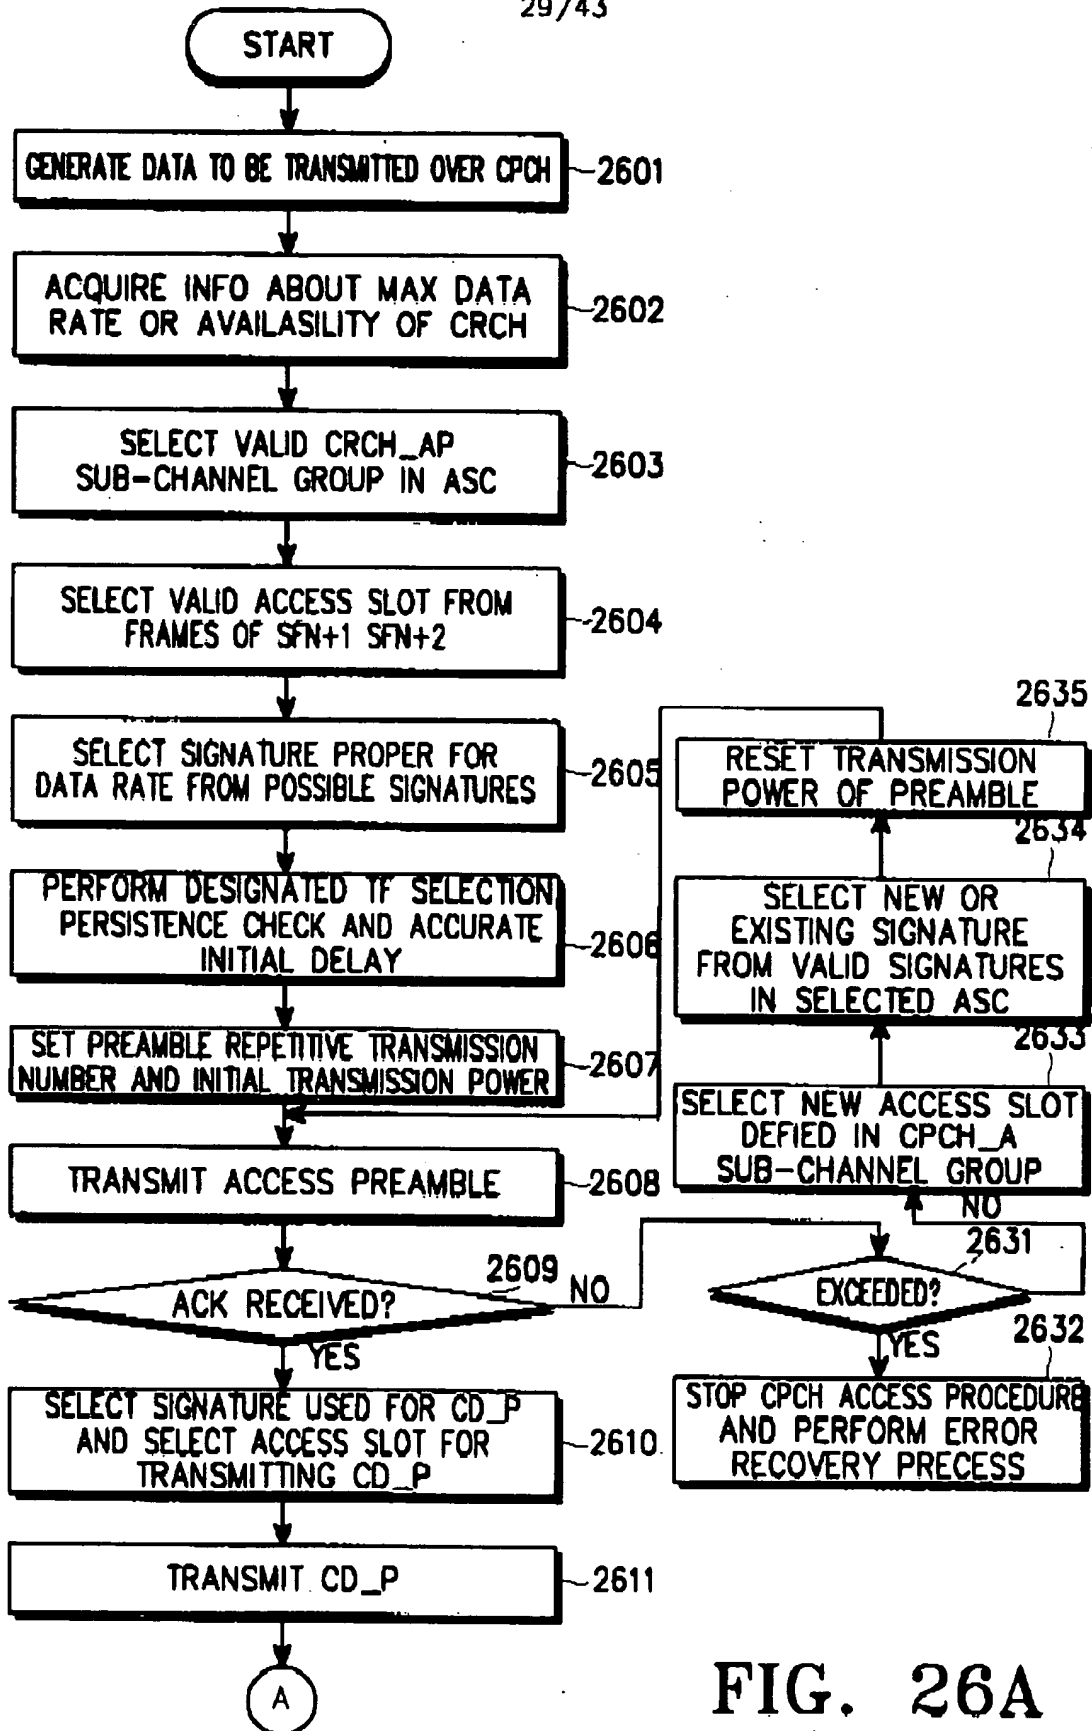 29/43
START
GENERATE DATA TO BE TRANSMITTED OVER CPCH
2601
ACQUIRE INFO ABOUT MAX DATA
RATE OR AVAILASILITY OF CRCH
2602
SELECT VALID CRCH_AP
SUB-CHANNEL GROUP IN ASC
2603
SELECT VALID ACCESS SLOT FROM
FRAMES OF SFN+1 SFN+2
2604
SELECT SIGNATURE PROPER FOR
DATA RATE FROM POSSIBLE SIGNATURES
2605
PERFORM DESIGNATED TF SELECTION
PERSISTENCE CHECK AND ACCURATE
INITIAL DELAY
2606
SET PREAMBLE REPETITIVE TRANSMISSION
NUMBER AND INITIAL TRANSMISSION POWER
2607
TRANSMIT ACCESS PREAMBLE
2608
ACK RECEIVED?
2609
NO
YES
SELECT SIGNATURE USED FOR CD_P
AND SELECT ACCESS SLOT FOR
TRANSMITTING CD_P
2610
TRANSMIT CD_P
2611
A
2635
RESET TRANSMISSION
POWER OF PREAMBLE
2634
SELECT NEW OR
EXISTING SIGNATURE
FROM VALID SIGNATURES
IN SELECTED ASC
2633
SELECT NEW ACCESS SLOT
DEFIED IN CPCH_A
SUB-CHANNEL GROUP
NO
2631
EXCEEDED?
YES
2632
STOP CPCH ACCESS PROCEDURE
AND PERFORM ERROR
RECOVERY PRECESS
FIG. 26A